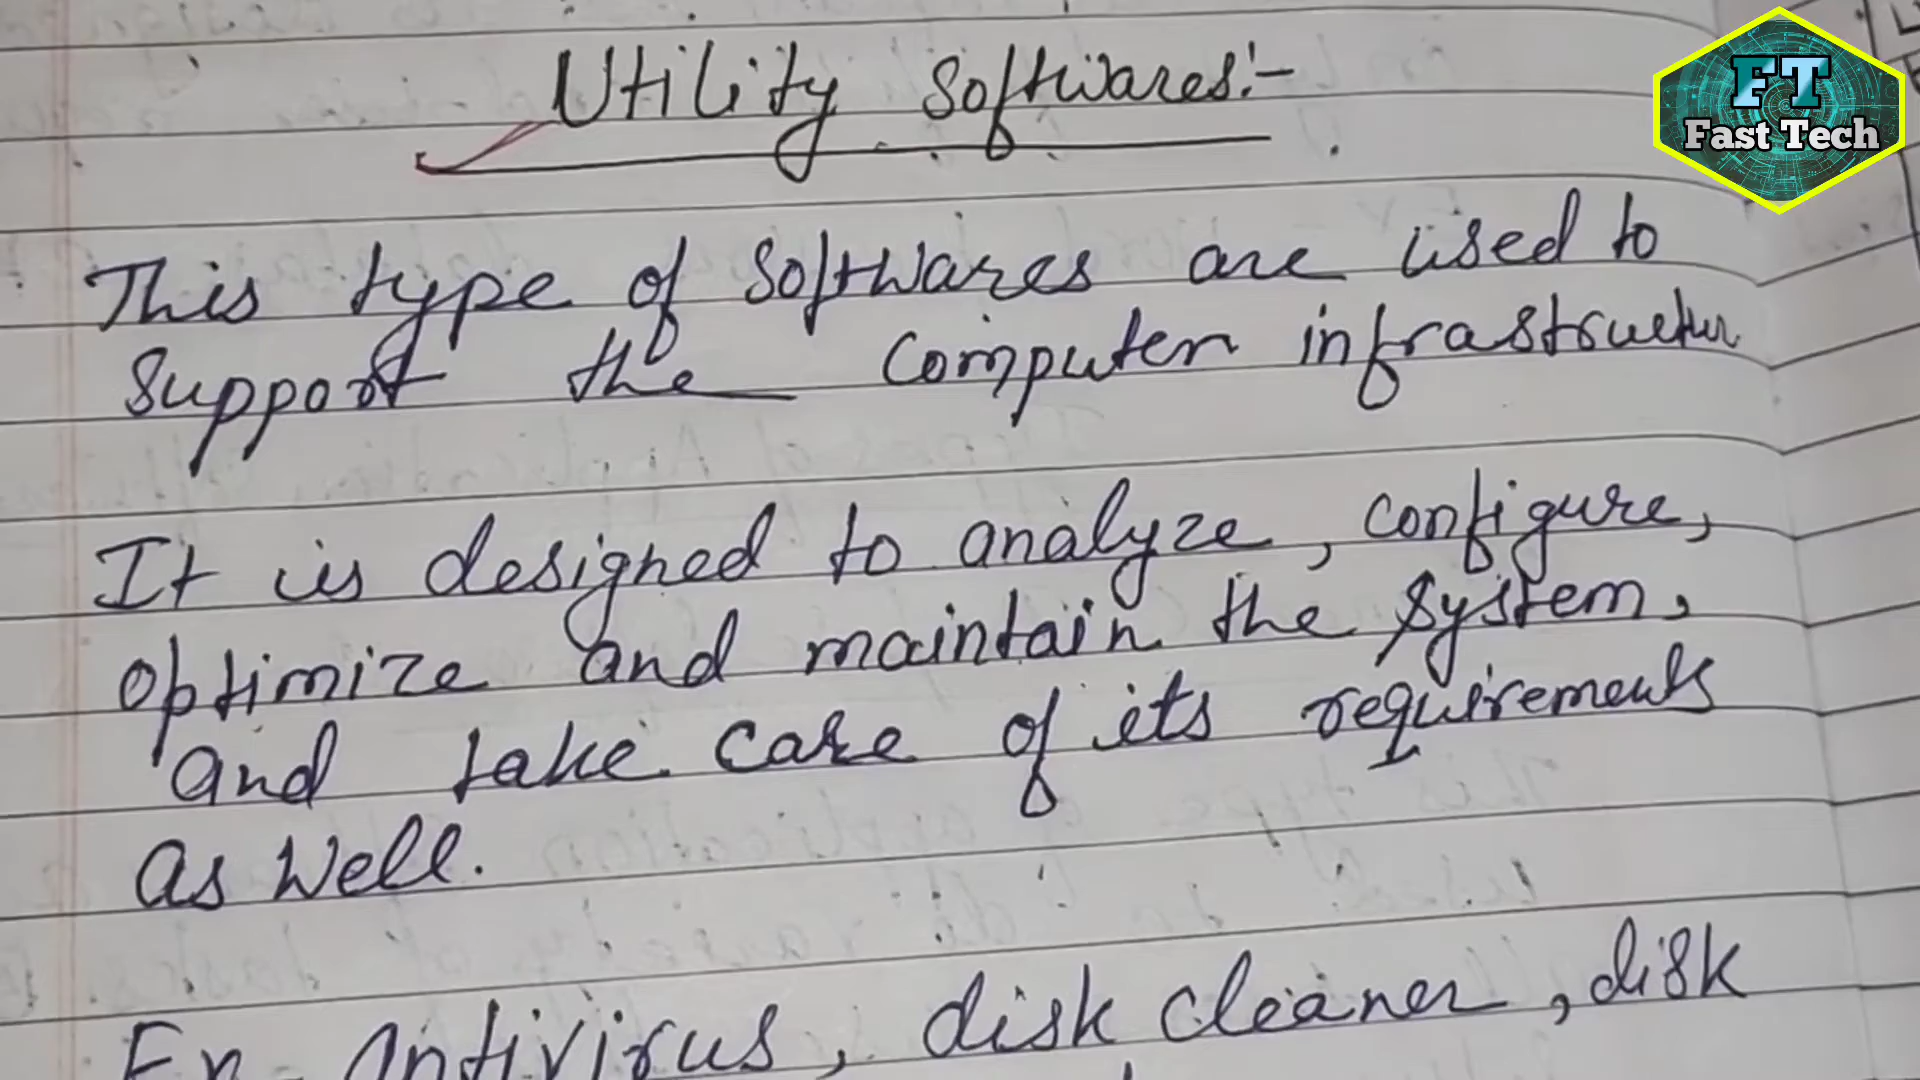 Utility Softwares:-
FT
Fast Tech
This type of Softwares are used to
Support the Computer infrastructur
It is designed to analyze, configure,
optimize and maintain the system,
and take care of its requirements
as well.
Ex- Antivirus, disk cleaner, disk